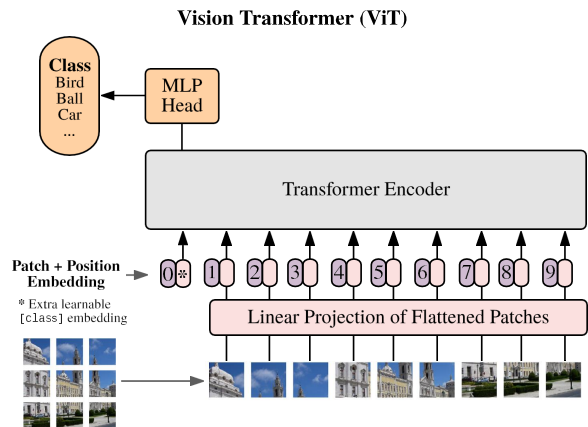 Vision Transformer (ViT)
Class
Bird
Ball
Car
...
MLP
Head
Transformer Encoder
Patch + Position
Embedding
0 * 1 2 3 4 5 6 7 8 9
* Extra learnable
[class] embedding
Linear Projection of Flattened Patches